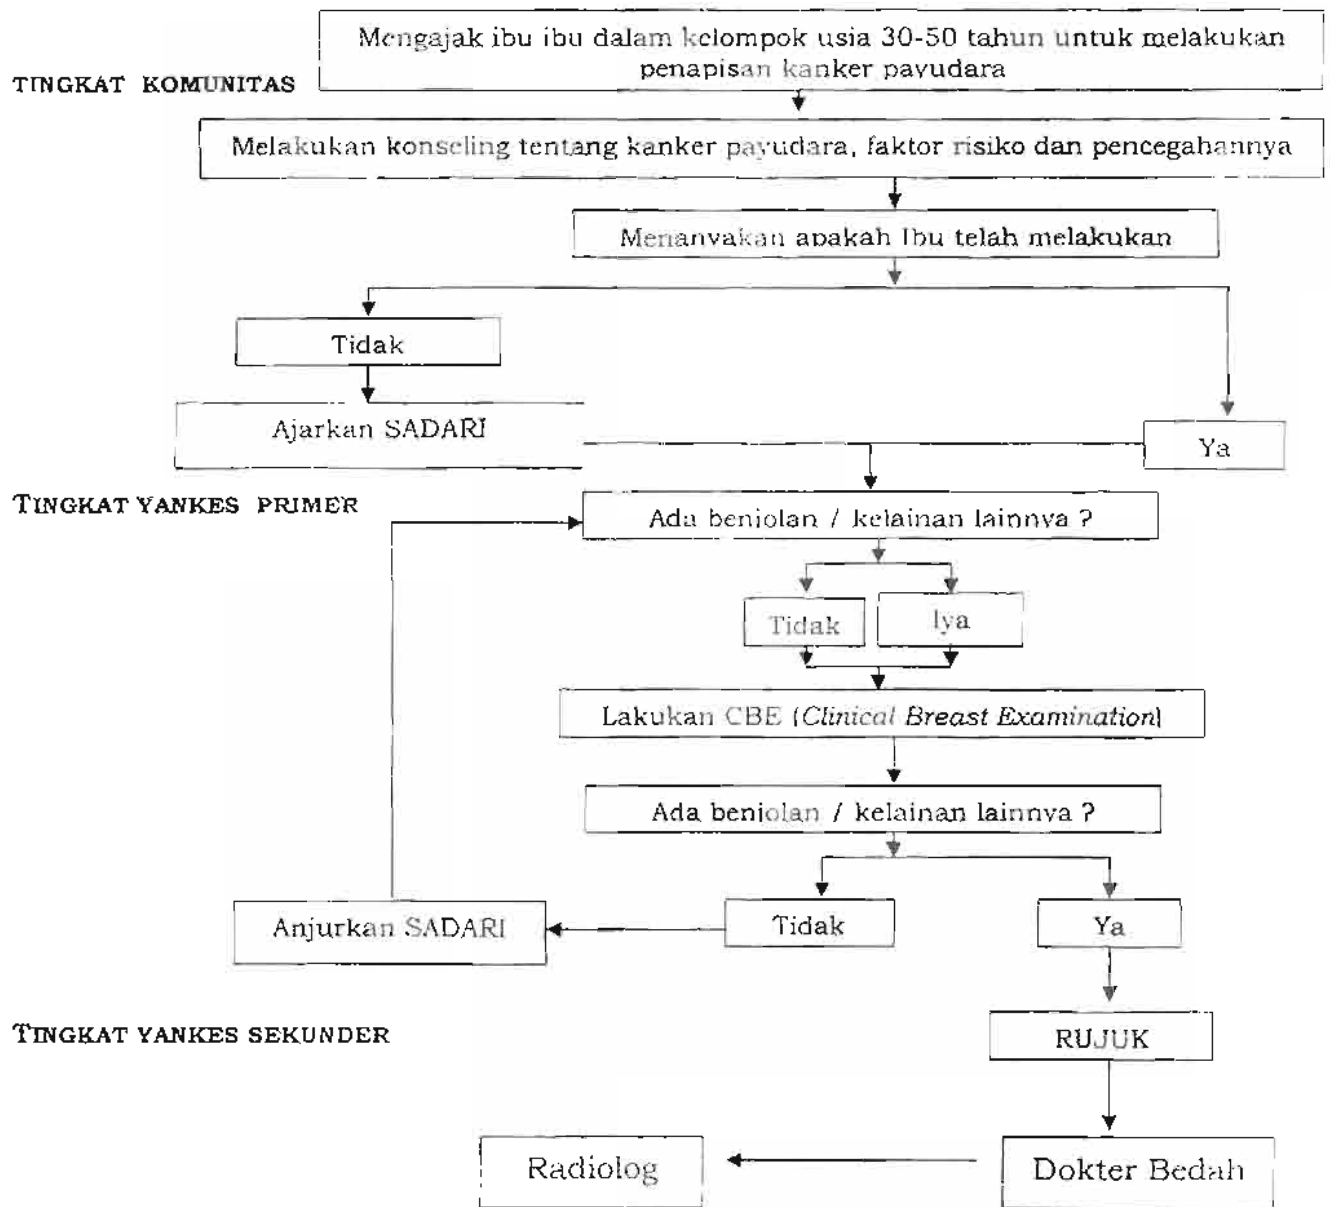 Mengajak ibu ibu dalam kelompok usia 30-50 tahun untuk melakukan
penapisan kanker payudara
TINGKAT KOMUNITAS
Melakukan konseling tentang kanker payudara, faktor risiko dan pencegahannya
Menanyakan apakah Ibu telah melakukan
Tidak
Ajarkan SADARI
Ya
TINGKAT YANKES PRIMER
Ada benjolan / kelainan lainnya ?
Tidak
Iya
Lakukan CBE (Clinical Breast Examination)
Ada benjolan / kelainan lainnya ?
Anjurkan SADARI
Tidak
Ya
TINGKAT YANKES SEKUNDER
RUJUK
Radiolog
Dokter Bedah